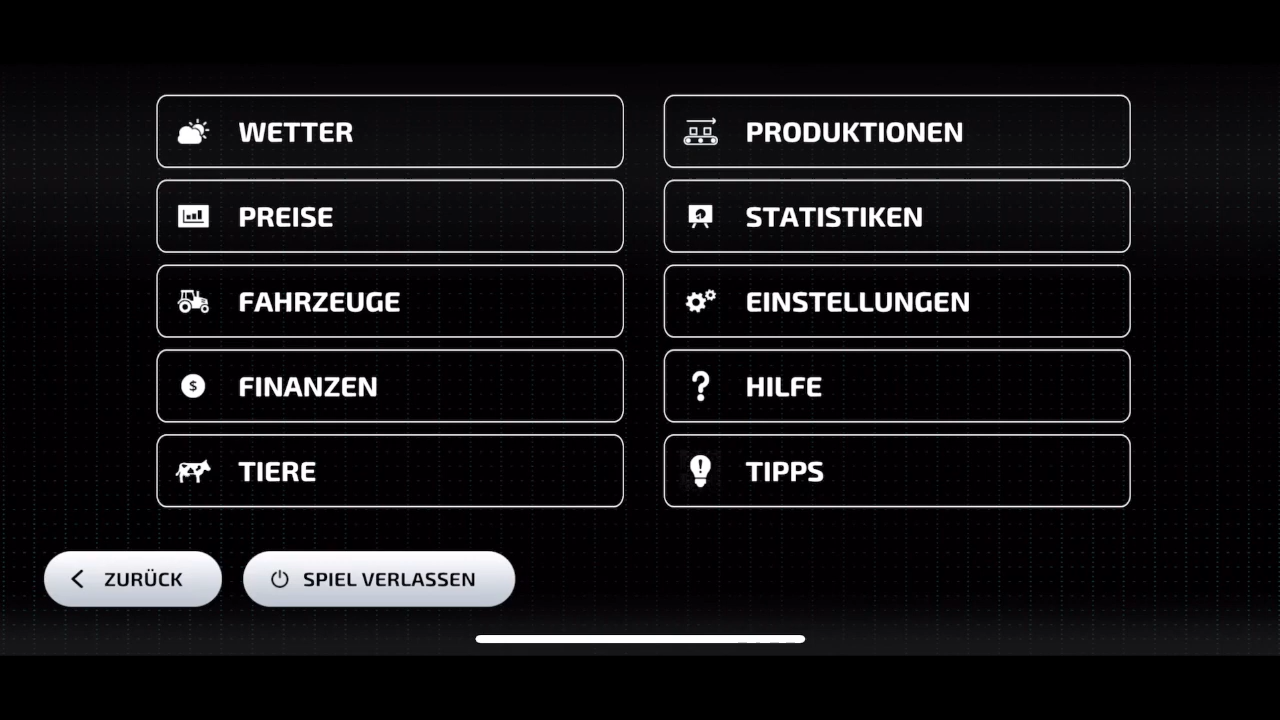 WETTER
PREISE
FAHRZEUGE
FINANZEN
TIERE
PRODUKTIONEN
STATISTIKEN
EINSTELLUNGEN
HILFE
TIPPS
ZURÜCK
SPIEL VERLASSEN